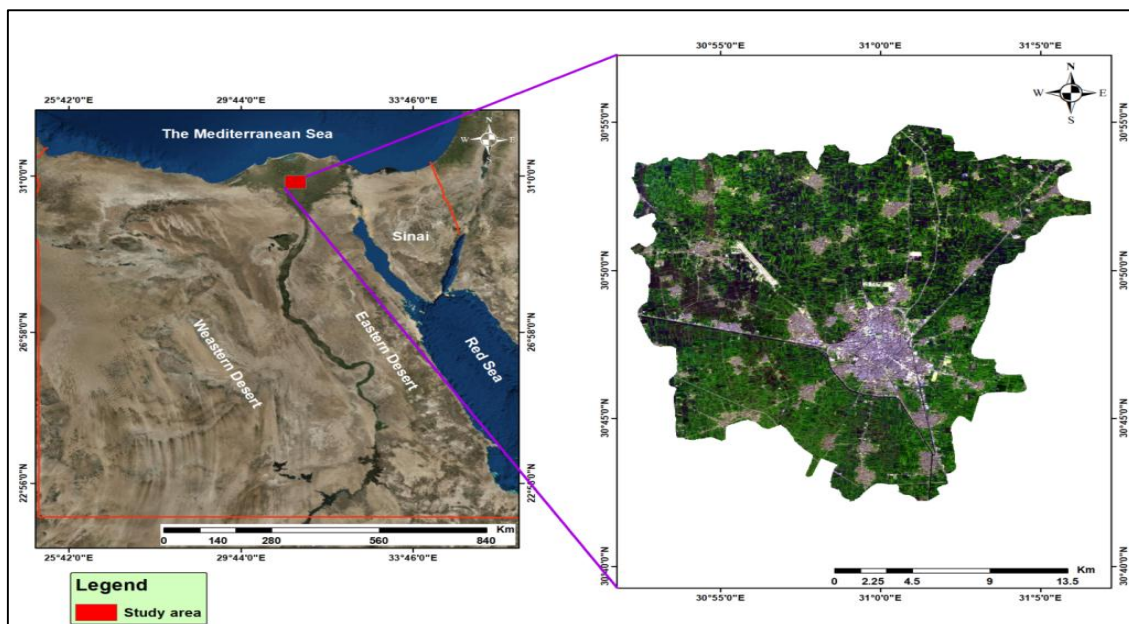 25°42'0"E 29°44'0"E 33°46'0"E
The Mediterranean Sea
N
W E
31°0'0"N 31°0'0"N
Sinai
26°58'0"N 26°58'0"N
Weastern Desert
Eastern Desert
Red Sea
22°56'0"N 22°56'0"N
Km
0 140 280 560 840
25°42'0"E 29°44'0"E 33°46'0"E
Legend
Study area
30°55'0"E 31°0'0"E 31°5'0"E
N
W E
S
30°55'0"N 30°55'0"N
30°50'0"N 30°50'0"N
30°45'0"N 30°45'0"N
30°40'0"N 30°40'0"N
Km
0 2.25 4.5 9 13.5
30°55'0"E 31°0'0"E 31°5'0"E